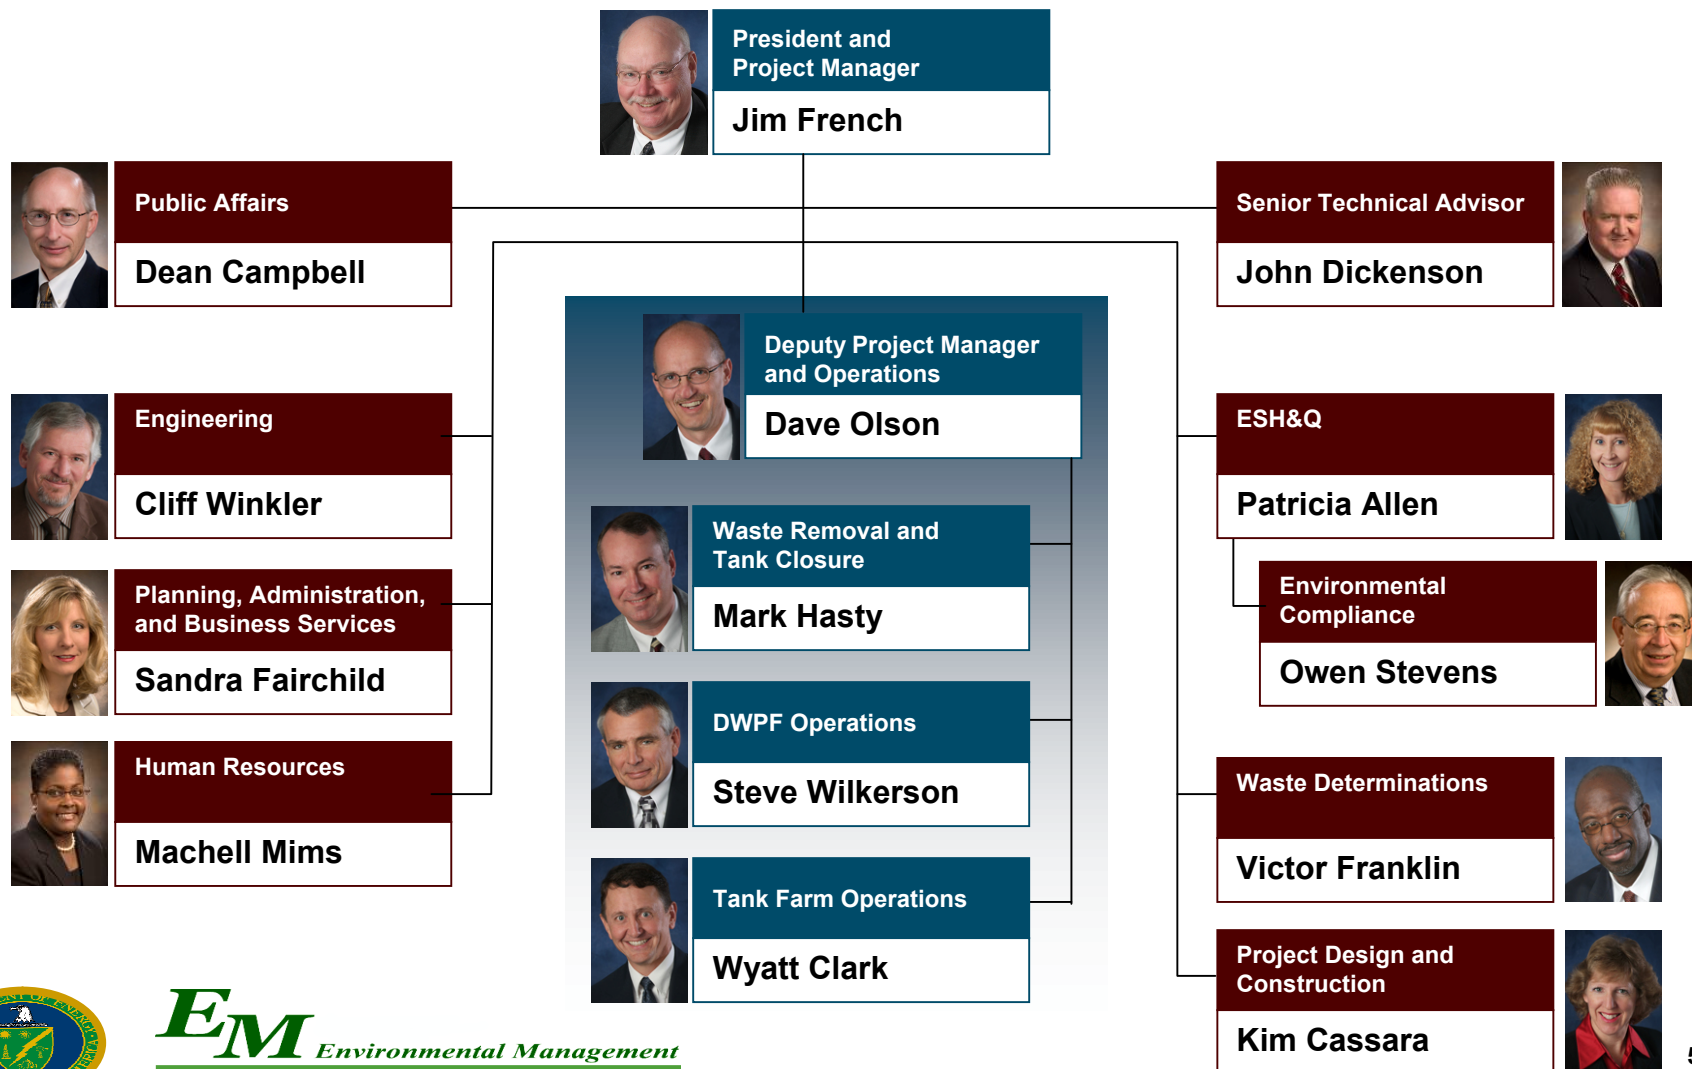 President and
Project Manager
Jim French
Public Affairs
Dean Campbell
Senior Technical Advisor
John Dickenson
Deputy Project Manager
and Operations
Dave Olson
Engineering
Cliff Winkler
ESH&Q
Patricia Allen
Waste Removal and
Tank Closure
Mark Hasty
Planning, Administration,
and Business Services
Sandra Fairchild
Environmental
Compliance
Owen Stevens
DWPF Operations
Steve Wilkerson
Human Resources
Machell Mims
Waste Determinations
Victor Franklin
Tank Farm Operations
Wyatt Clark
Project Design and
Construction
Kim Cassara
EM Environmental Management